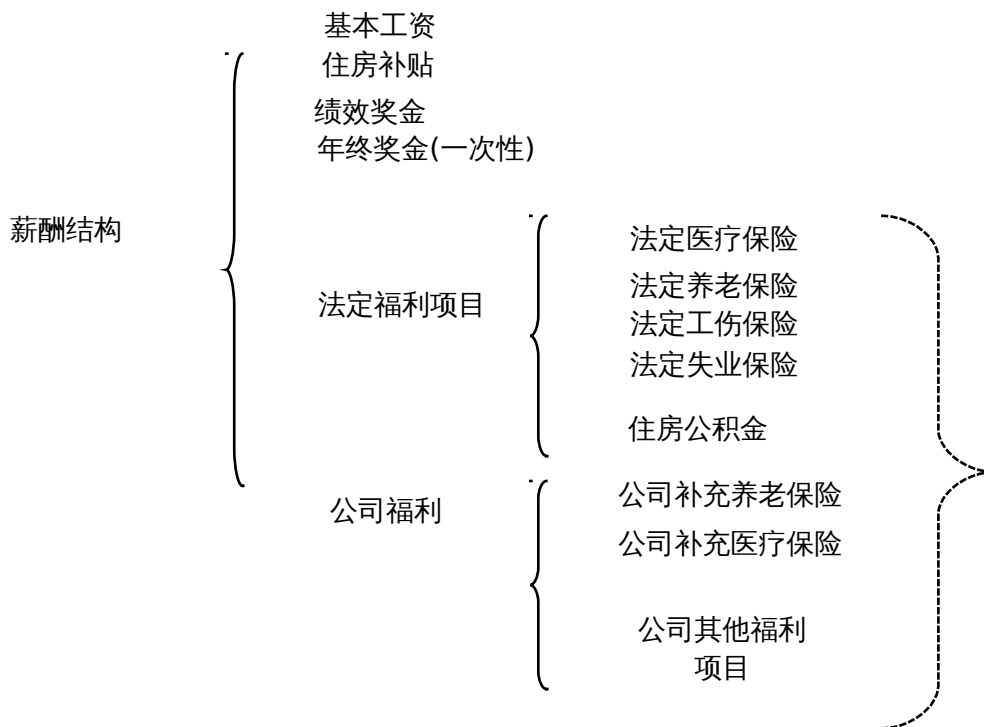 基本工资
住房补贴
绩效奖金
年终奖金(一次性)
薪酬结构
法定福利项目
法定医疗保险
法定养老保险
法定工伤保险
法定失业保险
住房公积金
公司福利
公司补充养老保险
公司补充医疗保险
公司其他福利
项目